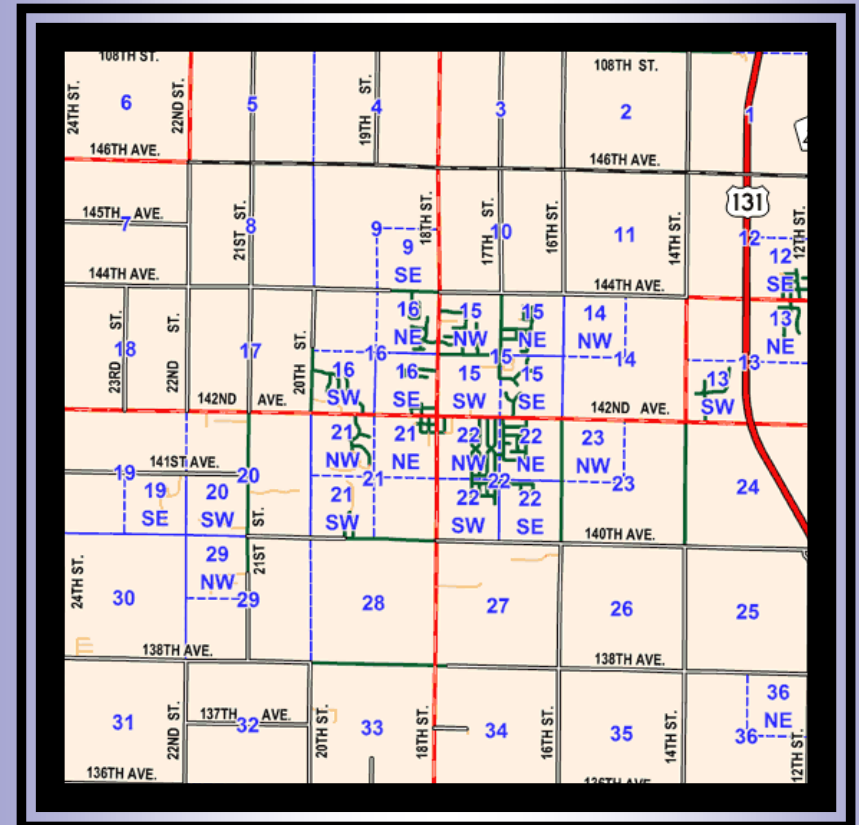 108TH ST.
108TH ST.
24TH ST.
6
22ND ST.
5
19TH ST.
4
3
2
1
146TH AVE.
146TH AVE.
131
145TH AVE.
7
21ST ST.
8
9
18TH ST.
17TH ST.
10
16TH ST.
11
14TH ST.
12
12TH ST.
9
SE
12
SE
144TH AVE.
144TH AVE.
16
NE
15
NW
15
NE
14
NW
13
NE
23RD ST.
18
22ND ST.
17
20TH ST.
16
15
14
13
16
SW
16
SE
15
SW
15
SE
13
SW
142ND AVE.
142ND AVE.
21
NW
21
NE
22
NW
22
NE
23
NW
141ST AVE.
19
20
21
22
23
24
19
SE
20
SW
21ST ST.
21
SW
22
SW
22
SE
140TH AVE.
24TH ST.
30
29
NW
29
28
27
26
25
138TH AVE.
138TH AVE.
31
22ND ST.
137TH AVE.
32
20TH ST.
33
18TH ST.
34
16TH ST.
35
14TH ST.
36
NE
36
12TH ST.
136TH AVE.
136TH AVE.